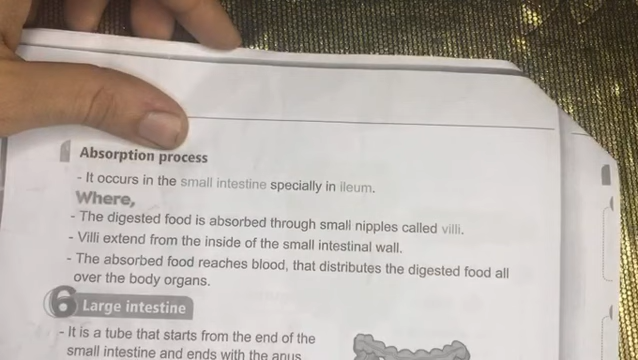 Absorption process
- It occurs in the small intestine specially in ileum.
Where,
- The digested food is absorbed through small nipples called villi.
- Villi extend from the inside of the small intestinal wall.
- The absorbed food reaches blood, that distributes the digested food all
over the body organs.
6 Large intestine
- It is a tube that starts from the end of the
small intestine and ends with the anus